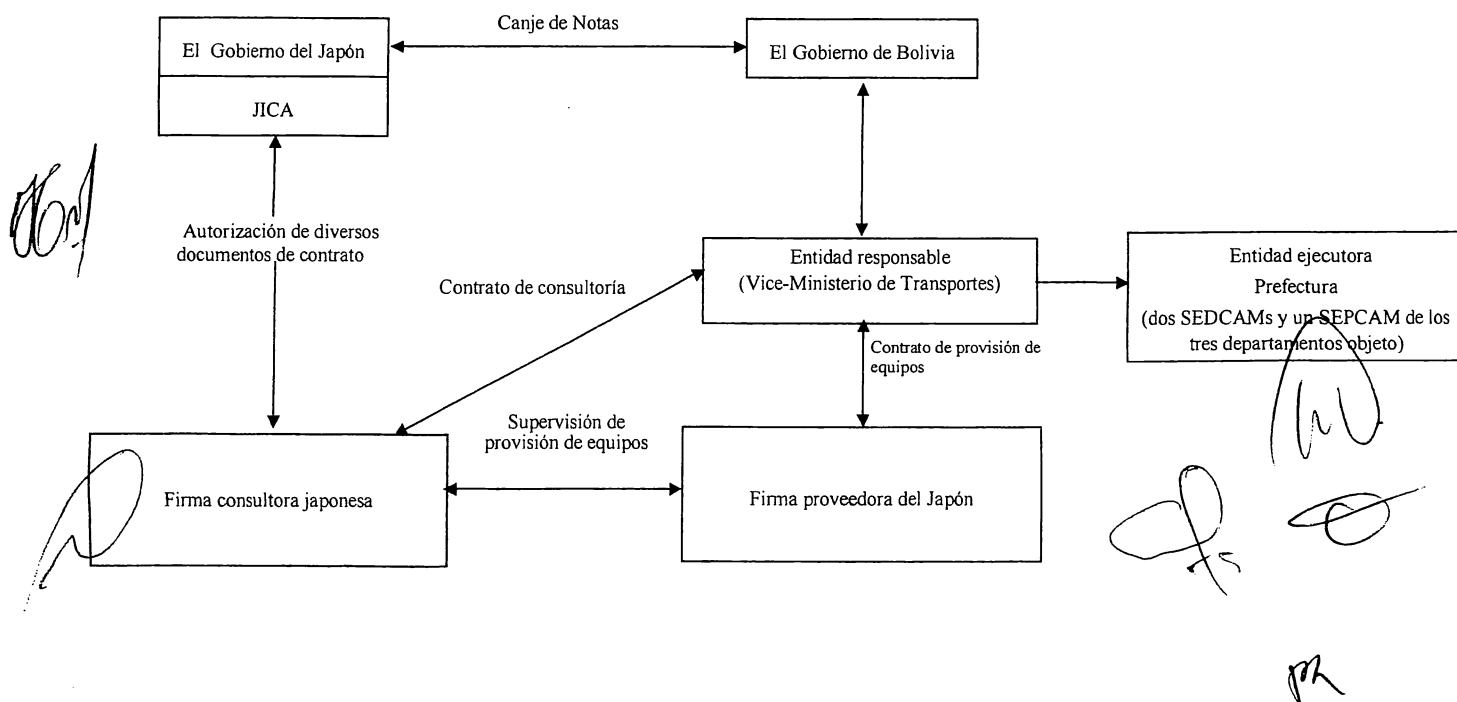 Canje de Notas
El Gobierno del Japón
JICA
El Gobierno de Bolivia
Autorización de diversos
documentos de contrato
Contrato de consultoría
Entidad responsable
(Vice-Ministerio de Transportes)
Entidad ejecutora
Prefectura
(dos SEDCAMs y un SEPCAM de los
tres departamentos objeto)
Contrato de provisión de
equipos
Supervisión de
provisión de equipos
Firma consultora japonesa
Firma proveedora del Japón